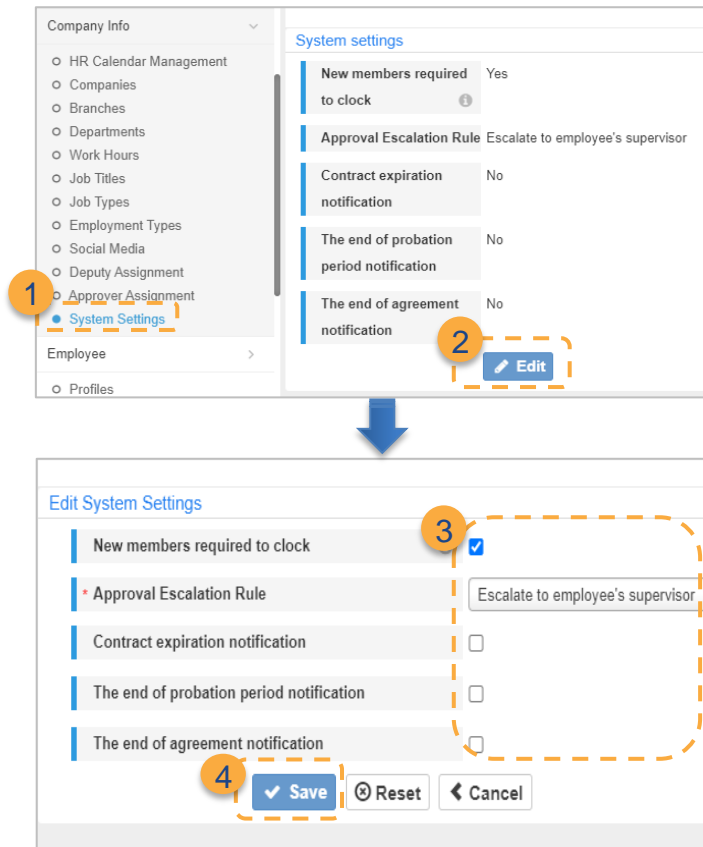 Company Info
HR Calendar Management
Companies
Branches
Departments
Work Hours
Job Titles
Job Types
Employment Types
Social Media
Deputy Assignment
Approver Assignment
1
System Settings
Employee
Profiles
System settings
New members required Yes
to clock
Approval Escalation Rule Escalate to employee's supervisor
Contract expiration No
notification
The end of probation No
period notification
The end of agreement No
notification
2
Edit
Edit System Settings
3
New members required to clock
* Approval Escalation Rule Escalate to employee's supervisor
Contract expiration notification
The end of probation period notification
The end of agreement notification
4
Save Reset Cancel